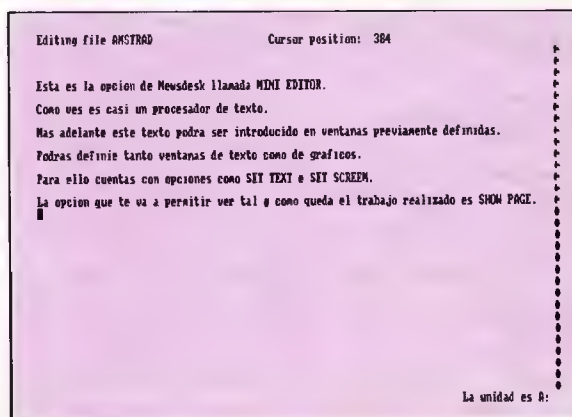 Editing file AMSTRAD Cursor position: 384
Esta es la opcion de Newsdesk llamada MINI EDITOR.
Como ves es casi un procesador de texto.
Mas adelante este texto podra ser introducido en ventanas previamente definidas.
Podras definie tanto ventanas de texto como de graficos.
Para ello cuentas con opciones como SET TEXT e SET SCREEN.
La opcion que te va a permitir ver tal y como queda el trabajo realizado es SHOW PAGE.
La unidad es A: